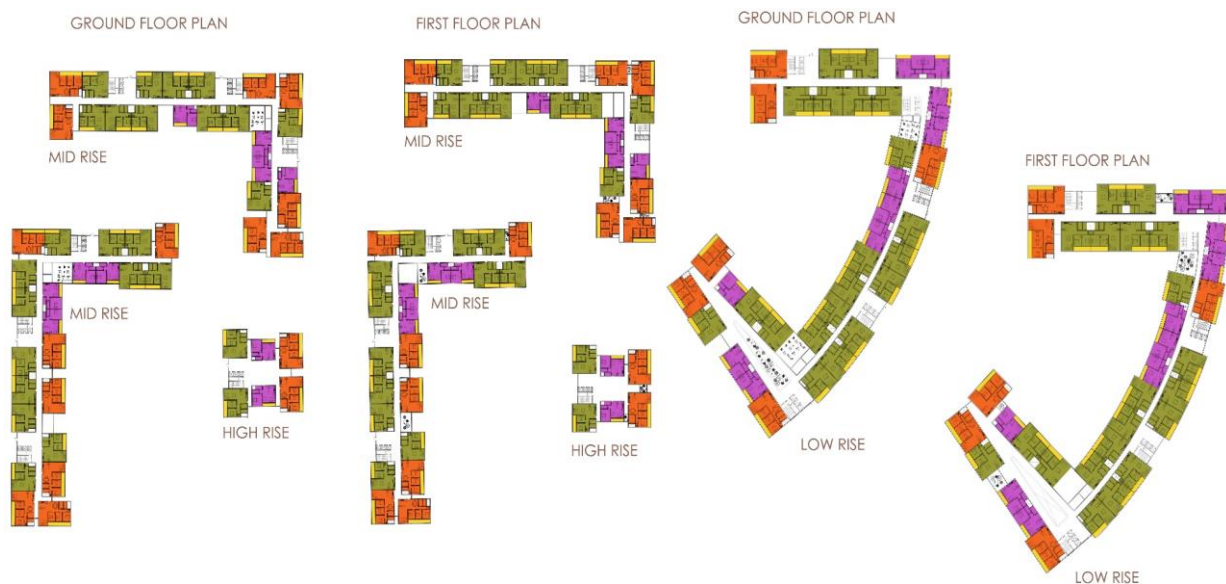 GROUND FLOOR PLAN
FIRST FLOOR PLAN
GROUND FLOOR PLAN
MID RISE
MID RISE
FIRST FLOOR PLAN
MID RISE
MID RISE
HIGH RISE
HIGH RISE
LOW RISE
LOW RISE